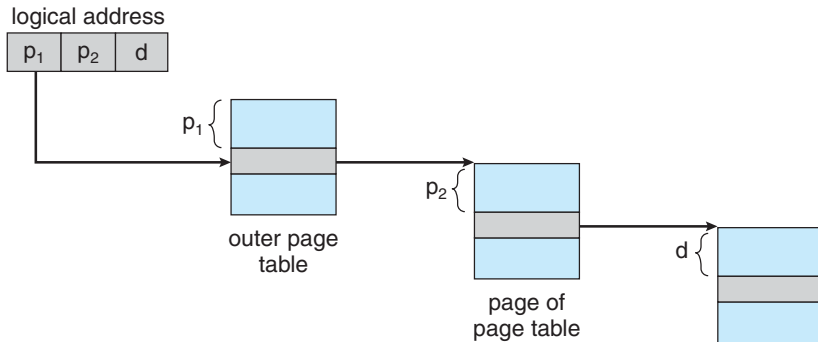 logical address
p₁ p₂ d
p₁
outer page
table
p₂
page of
page table
d